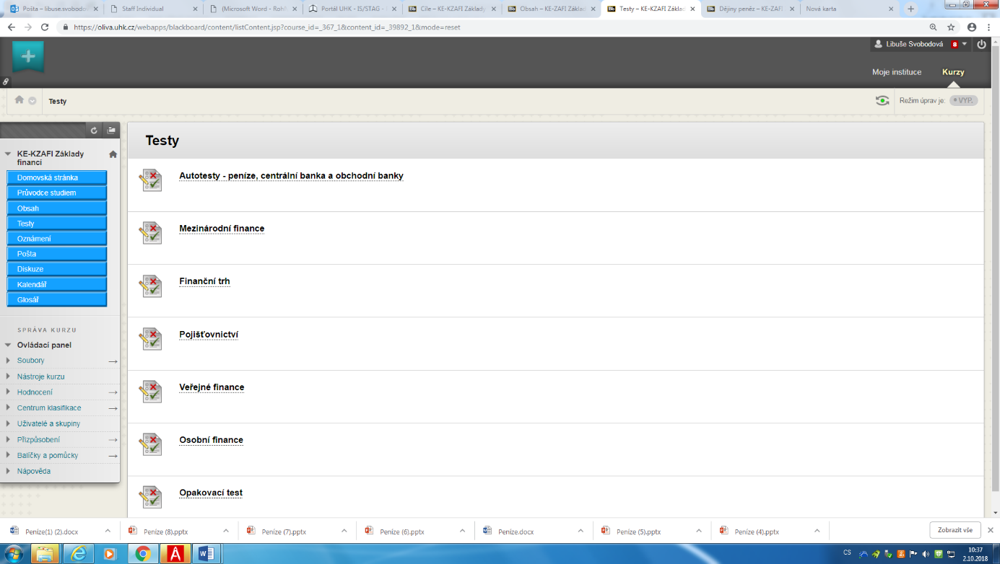 Pošta – libuse.svobodo
Staff Individual
(Microsoft Word - Rohl
Portál UHK - IS/STAG -
Cíle – KE-KZAFI Základy
Obsah – KE-ZAFI Základ
Testy – KE-KZAFI Základ
Dějiny peněz – KE-ZAFI
Nová karta
https://oliva.uhk.cz/webapps/blackboard/content/listContent.jsp?course_id=_367_1&content_id=_39892_1&mode=reset
Libuše Svobodová 8
Moje instituce Kurzy
Testy
Režim úprav je: VYP.
KE-KZAFI Základy
financí
Domovská stránka
Průvodce studiem
Obsah
Testy
Oznámení
Pošta
Diskuze
Kalendář
Glosář
SPRÁVA KURZU
Ovládací panel
Soubory
Nástroje kurzu
Hodnocení
Centrum klasifikace
Uživatelé a skupiny
Přizpůsobení
Balíčky a pomůcky
Nápověda
Testy
Autotesty - peníze, centrální banka a obchodní banky
Mezinárodní finance
Finanční trh
Pojišťovnictví
Veřejné finance
Osobní finance
Opakovací test
Peníze(1) (2).docx
Peníze (8).pptx
Peníze (7).pptx
Peníze (6).pptx
Peníze.docx
Peníze (5).pptx
Peníze (4).pptx
Zobrazit vše
CS
10:37
2.10.2018